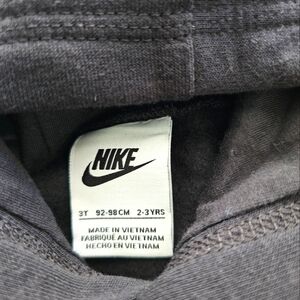 NIKE
3T 92-98CM 2-3YRS
MADE IN VIETNAM
FABRIQUÉ AU VIETNAM
HECHO EN VIETNAM